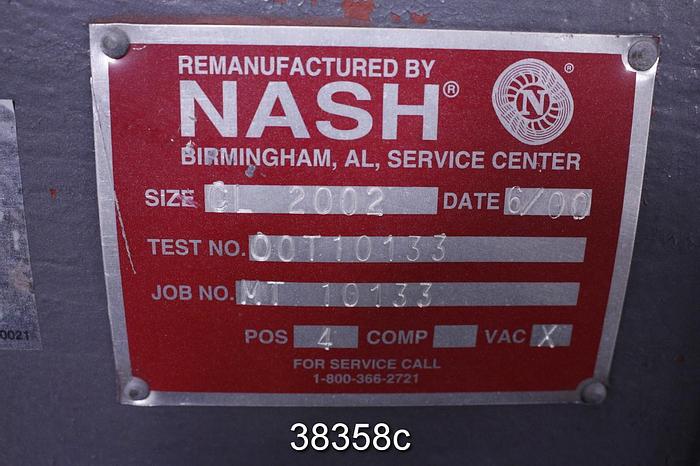 REMANUFACTURED BY
NASH®
N ®
BIRMINGHAM, AL, SERVICE CENTER
SIZE CL 2002 DATE 6/00
TEST NO. 00T10133
JOB NO. MT 10133
POS 4 COMP VAC X
FOR SERVICE CALL
1-800-366-2721
0021
38358c